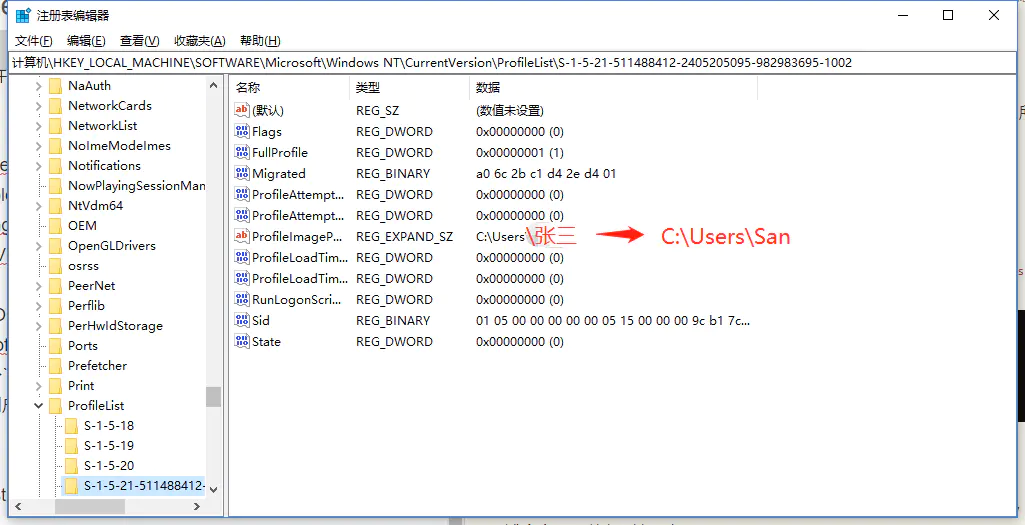 注册表编辑器
文件(F) 编辑(E) 查看(V) 收藏夹(A) 帮助(H)
计算机\HKEY_LOCAL_MACHINE\SOFTWARE\Microsoft\Windows NT\CurrentVersion\ProfileList\S-1-5-21-511488412-2405205095-982983695-1002
NaAuth
NetworkCards
NetworkList
NoImeModeImes
Notifications
NowPlayingSessionMan
NtVdm64
OEM
OpenGLDrivers
osrss
PeerNet
Perflib
PerHwIdStorage
Ports
Prefetcher
Print
ProfileList
S-1-5-18
S-1-5-19
S-1-5-20
S-1-5-21-511488412-
名称 类型 数据
(默认) REG_SZ (数值未设置)
Flags REG_DWORD 0x00000000 (0)
FullProfile REG_DWORD 0x00000001 (1)
Migrated REG_BINARY a0 6c 2b c1 d4 2e d4 01
ProfileAttempt... REG_DWORD 0x00000000 (0)
ProfileAttempt... REG_DWORD 0x00000000 (0)
ProfileImageP... REG_EXPAND_SZ C:\Users\张三 C:\Users\San
ProfileLoadTim... REG_DWORD 0x00000000 (0)
ProfileLoadTim... REG_DWORD 0x00000000 (0)
RunLogonScri... REG_DWORD 0x00000000 (0)
Sid REG_BINARY 01 05 00 00 00 00 00 05 15 00 00 00 9c b1 7c...
State REG_DWORD 0x00000000 (0)